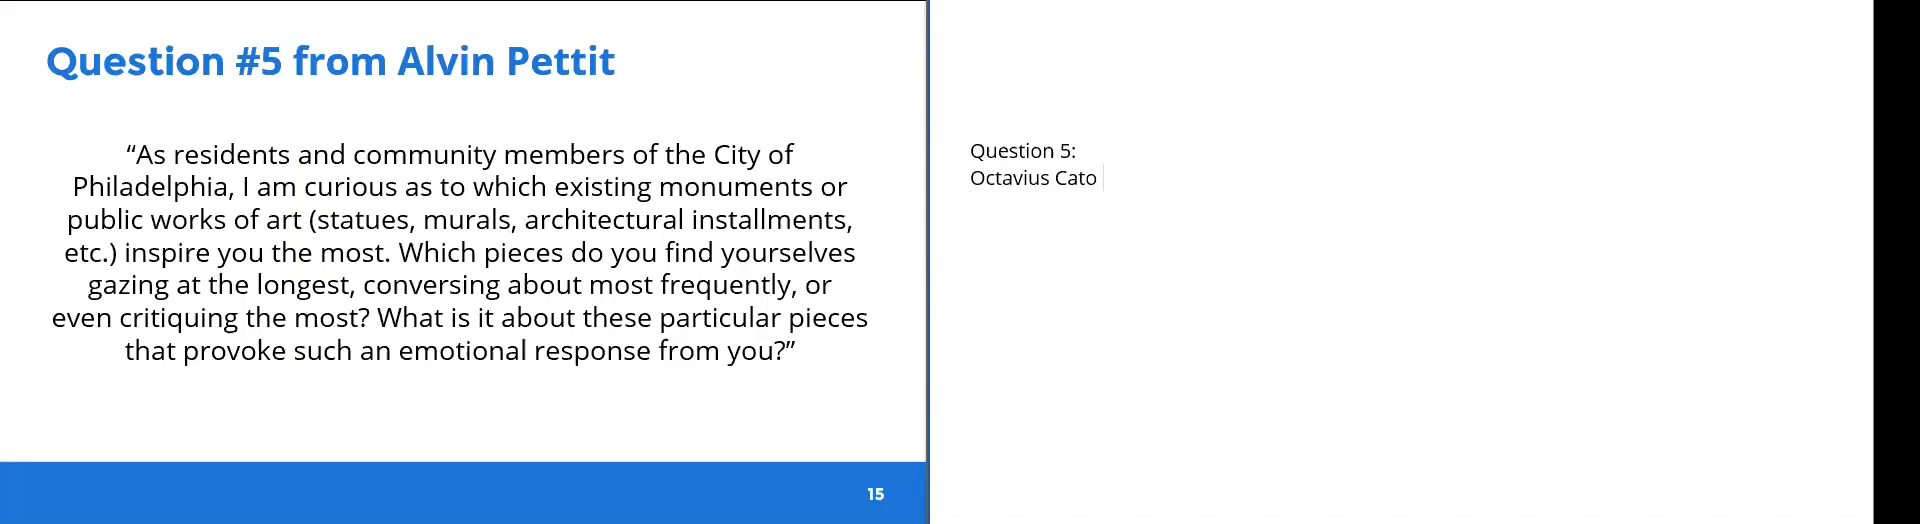 Question #5 from Alvin Pettit
“As residents and community members of the City of
Philadelphia, I am curious as to which existing monuments or
public works of art (statues, murals, architectural installments,
etc.) inspire you the most. Which pieces do you find yourselves
gazing at the longest, conversing about most frequently, or
even critiquing the most? What is it about these particular pieces
that provoke such an emotional response from you?”
15
Question 5:
Octavius Cato